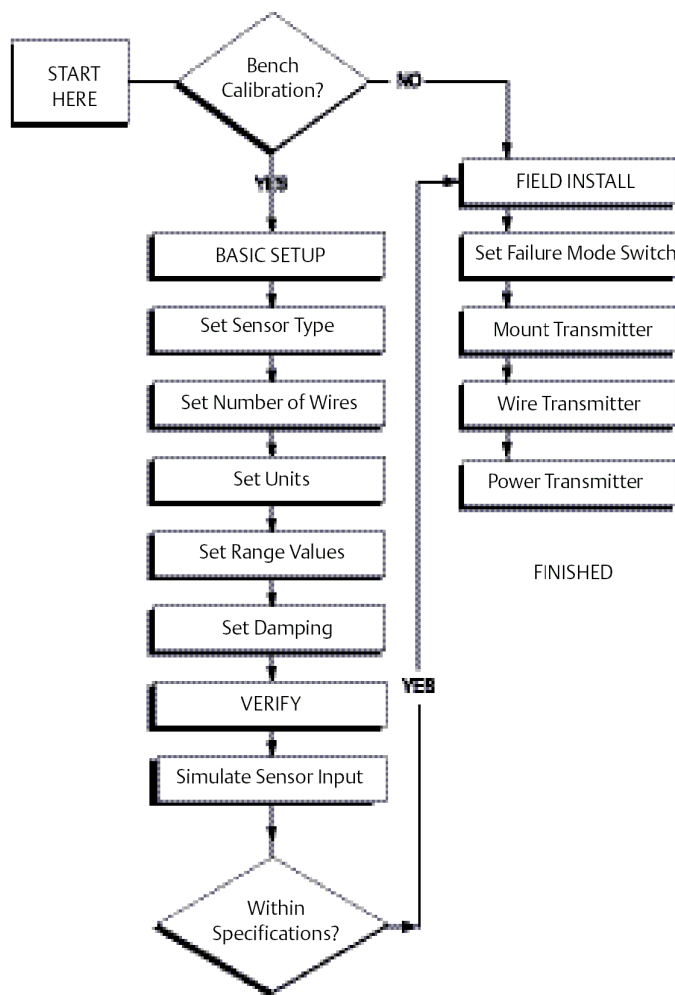 START
HERE
Bench
Calibration?
NO
YES
BASIC SETUP
Set Sensor Type
Set Number of Wires
Set Units
Set Range Values
Set Damping
VERIFY
Simulate Sensor Input
Within
Specifications?
YES
FIELD INSTALL
Set Failure Mode Switch
Mount Transmitter
Wire Transmitter
Power Transmitter
FINISHED